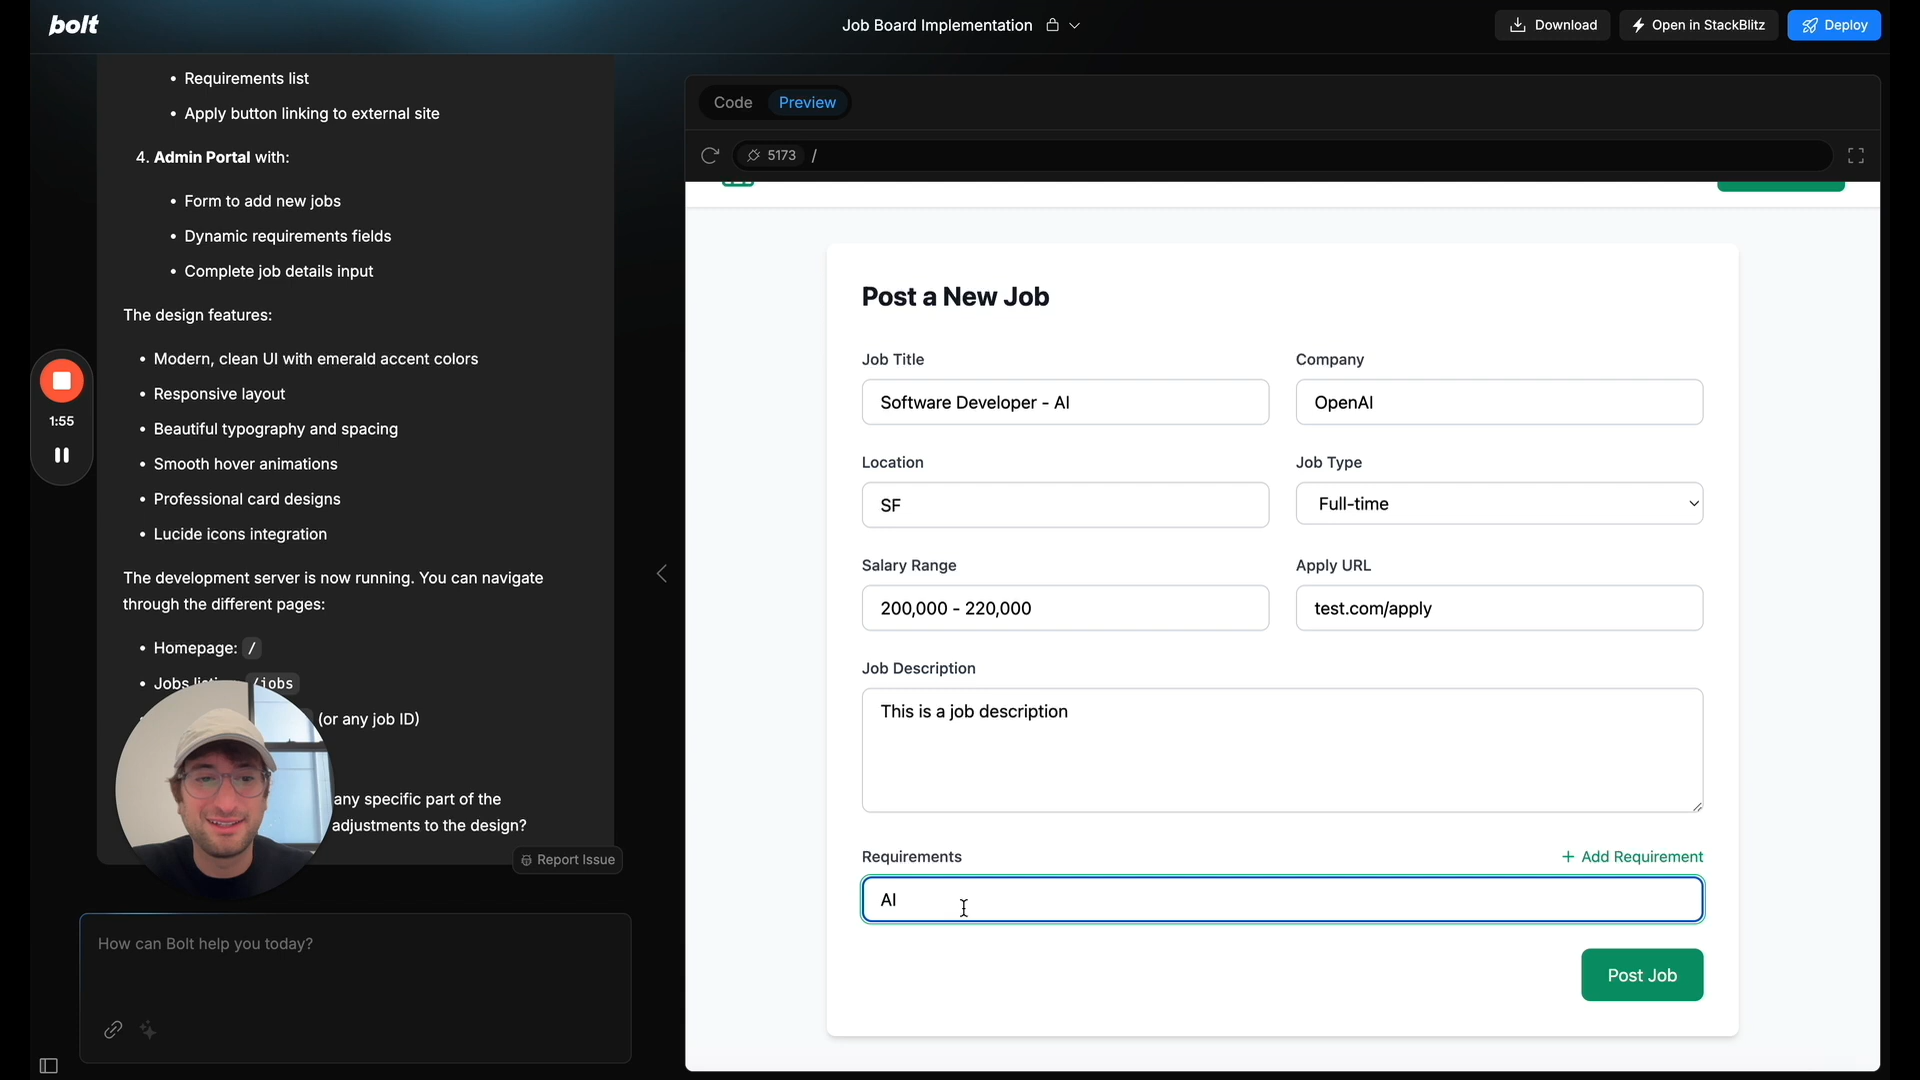 bolt
Job Board Implementation
Download
Open in StackBlitz
Deploy
• Requirements list
• Apply button linking to external site
4. Admin Portal with:
• Form to add new jobs
• Dynamic requirements fields
• Complete job details input
The design features:
• Modern, clean UI with emerald accent colors
• Responsive layout
• Beautiful typography and spacing
• Smooth hover animations
• Professional card designs
• Lucide icons integration
The development server is now running. You can navigate
through the different pages:
• Homepage: /
• Jobs /jobs
(or any job ID)
any specific part of the
adjustments to the design?
Report Issue
How can Bolt help you today?
1:55
Code
Preview
5173 /
Post a New Job
Job Title
Software Developer - AI
Company
OpenAI
Location
SF
Job Type
Full-time
Salary Range
200,000 - 220,000
Apply URL
test.com/apply
Job Description
This is a job description
Requirements
+ Add Requirement
AI
Post Job